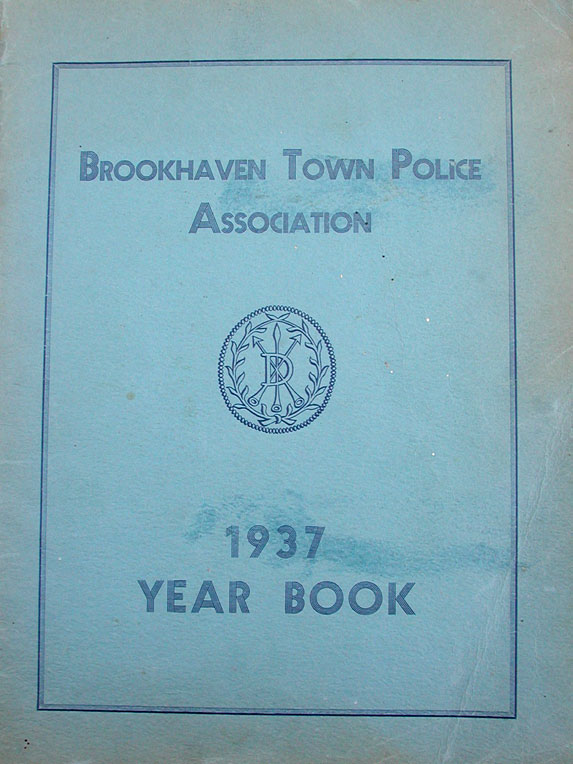 BROOKHAVEN TOWN POLICE
ASSOCIATION
D
1937
YEAR BOOK